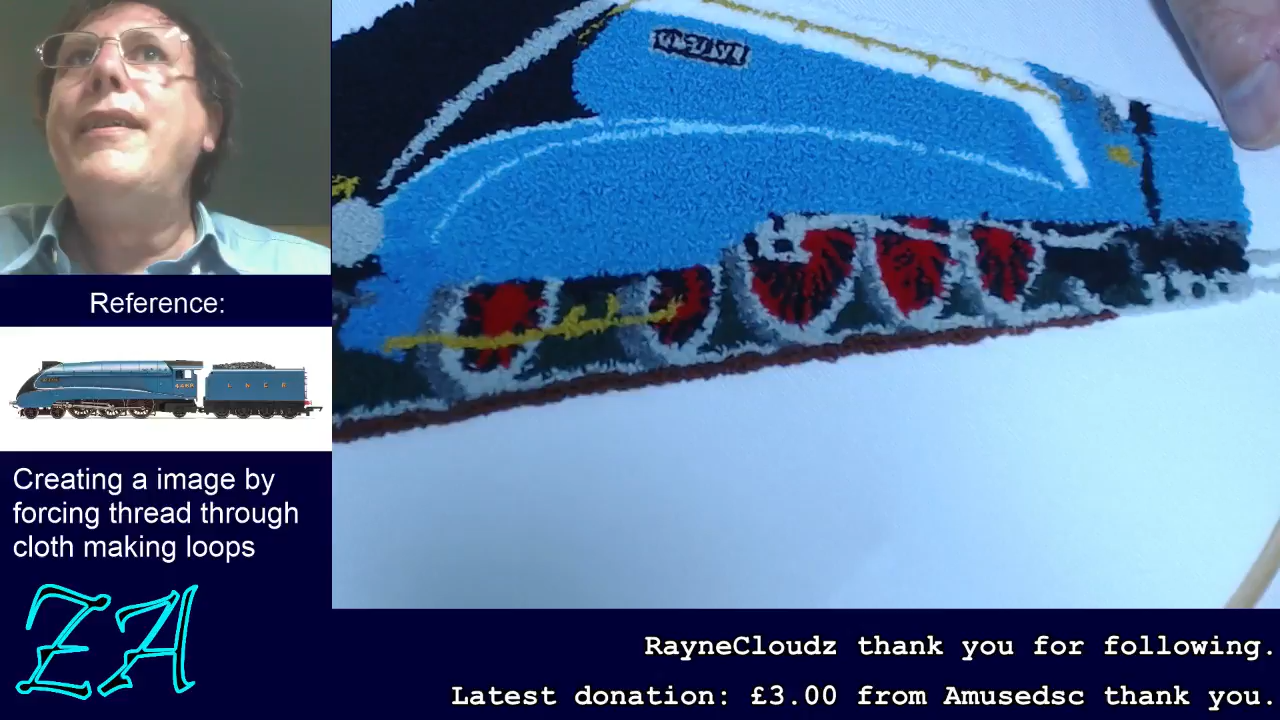 Reference:
Creating a image by
forcing thread through
cloth making loops
ZA
RayneCloudz thank you for following.
Latest donation: £3.00 from Amusedsc thank you.